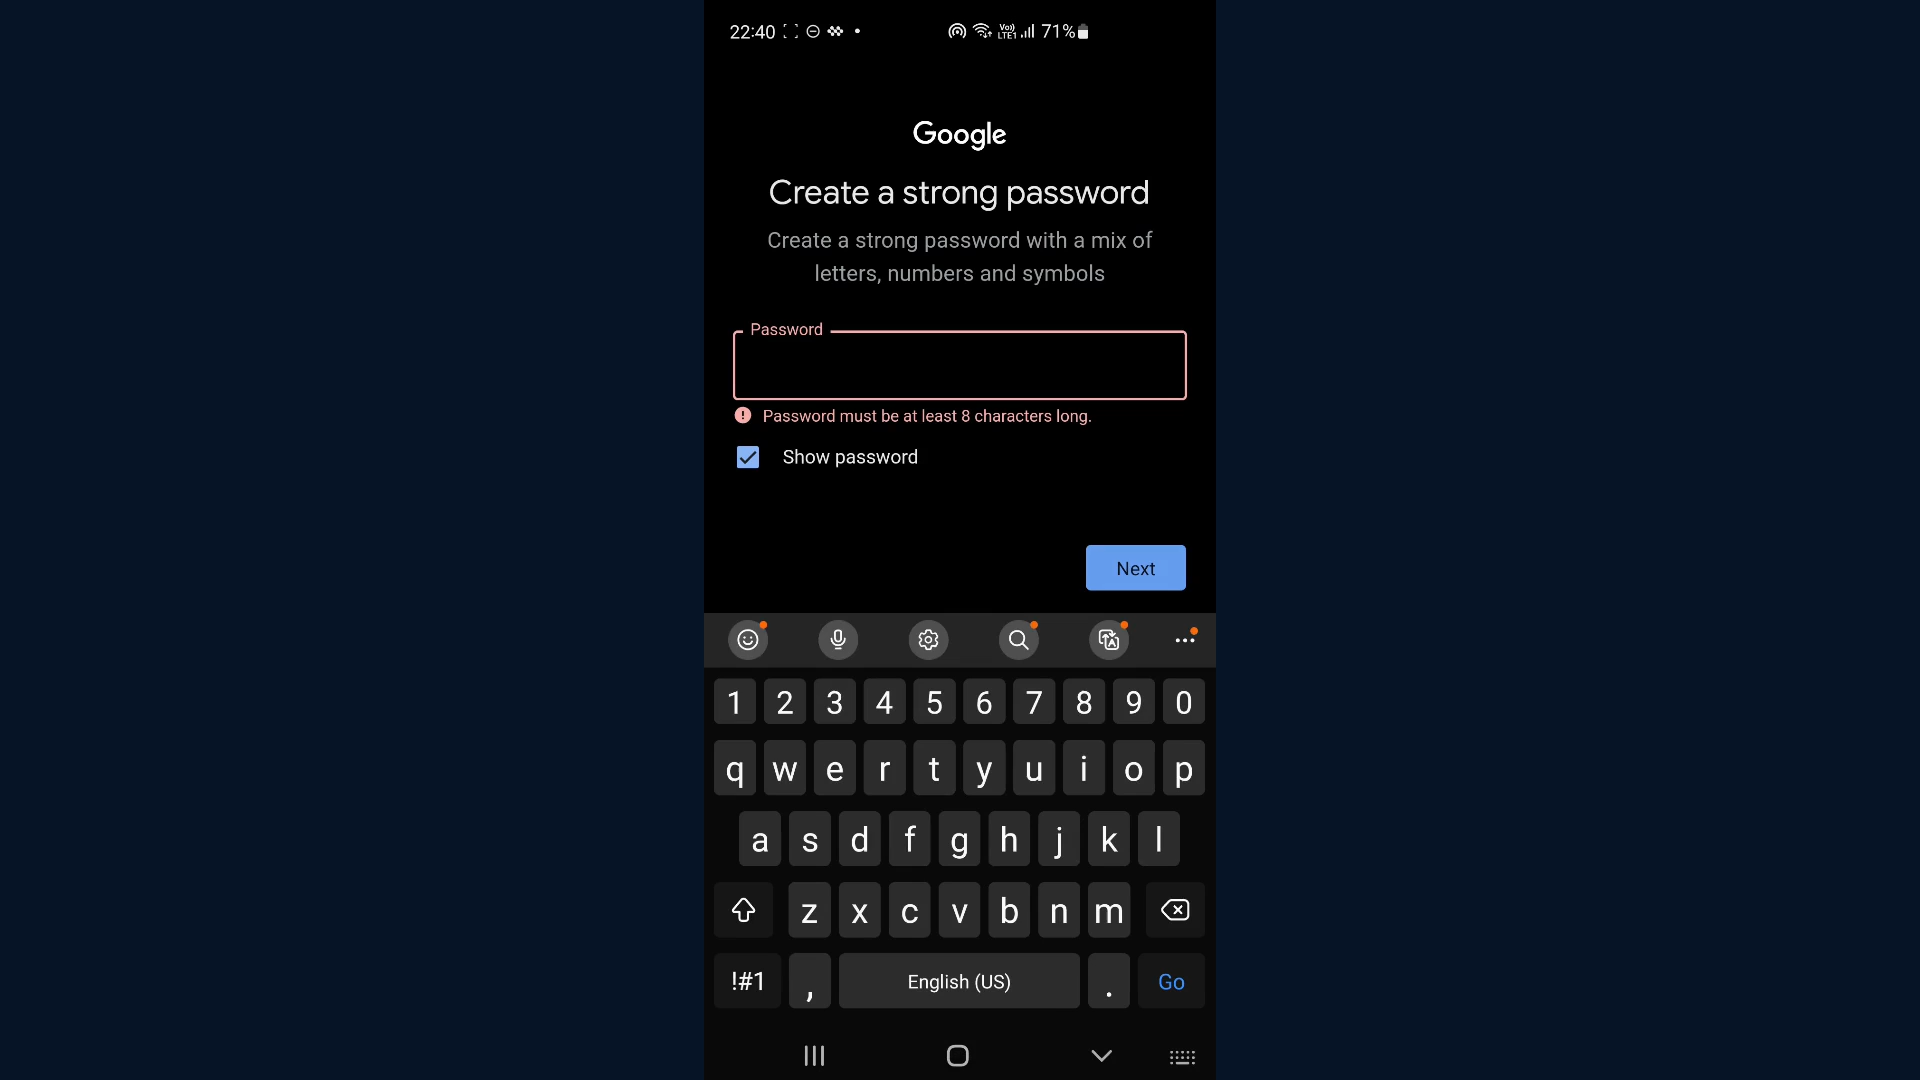 22:40 Vo)) LTE1 71%
Google
Create a strong password
Create a strong password with a mix of
letters, numbers and symbols
Password
Password must be at least 8 characters long.
Show password
Next
1 2 3 4 5 6 7 8 9 0
q w e r t y u i o p
a s d f g h j k l
z x c v b n m
!#1 , English (US) . Go